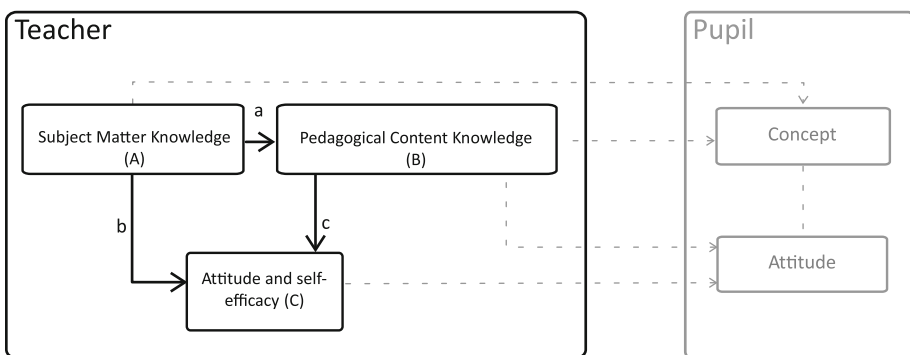 Teacher
Pupil
a
Subject Matter Knowledge
(A)
Pedagogical Content Knowledge
(B)
Concept
b
c
Attitude and self-
efficacy (C)
Attitude